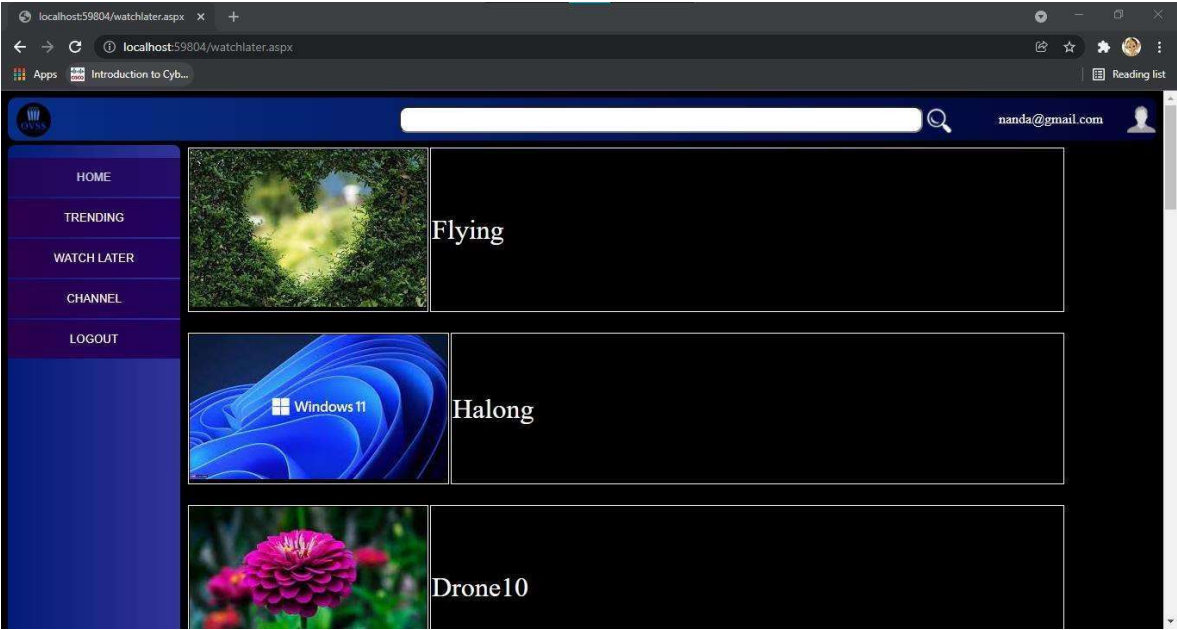 localhost:59804/watchlater.aspx
localhost:59804/watchlater.aspx
Apps
Introduction to Cyb...
Reading list
OVSS
nanda@gmail.com
HOME
TRENDING
WATCH LATER
CHANNEL
LOGOUT
Flying
Windows 11
Halong
Drone10